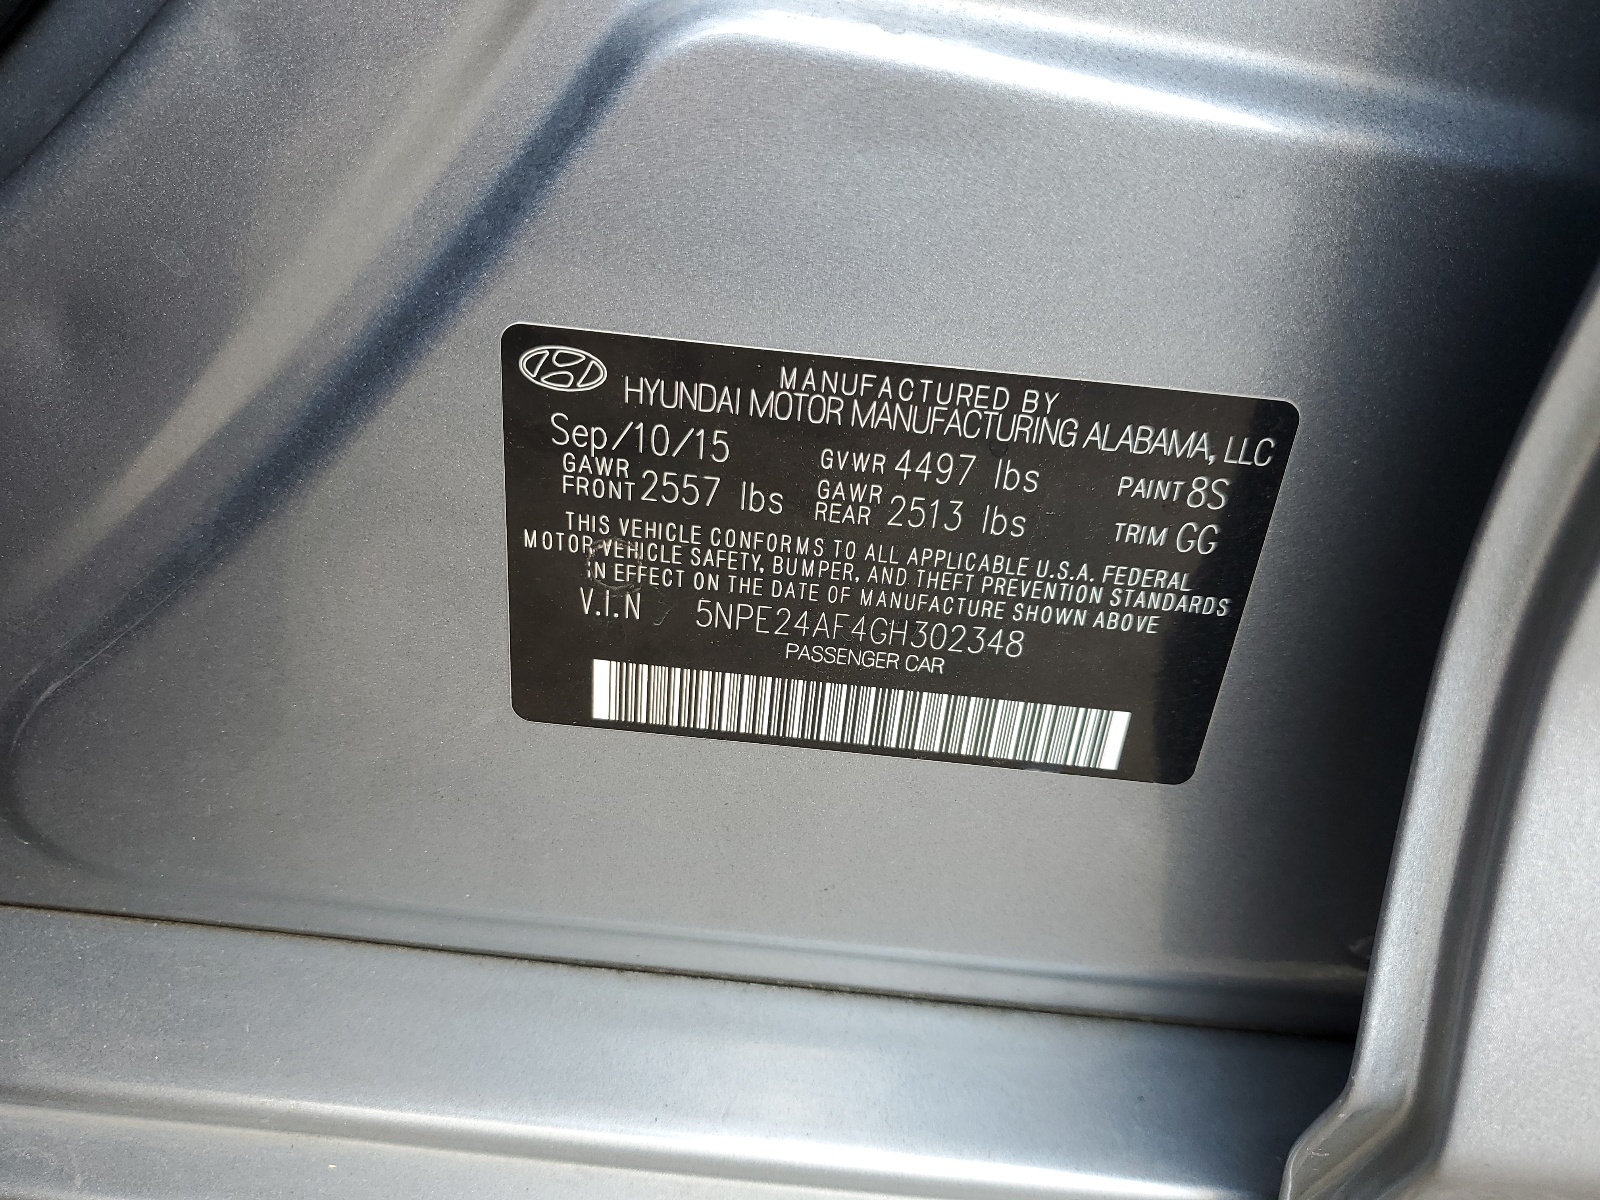 MANUFACTURED BY
HYUNDAI MOTOR MANUFACTURING ALABAMA, LLC
Sep/10/15 GVWR 4497 lbs PAINT 8S
GAWR FRONT 2557 lbs GAWR REAR 2513 lbs TRIM GG
THIS VEHICLE CONFORMS TO ALL APPLICABLE U.S.A. FEDERAL
MOTOR VEHICLE SAFETY, BUMPER, AND THEFT PREVENTION STANDARDS
IN EFFECT ON THE DATE OF MANUFACTURE SHOWN ABOVE
V.I.N 5NPE24AF4GH302348
PASSENGER CAR